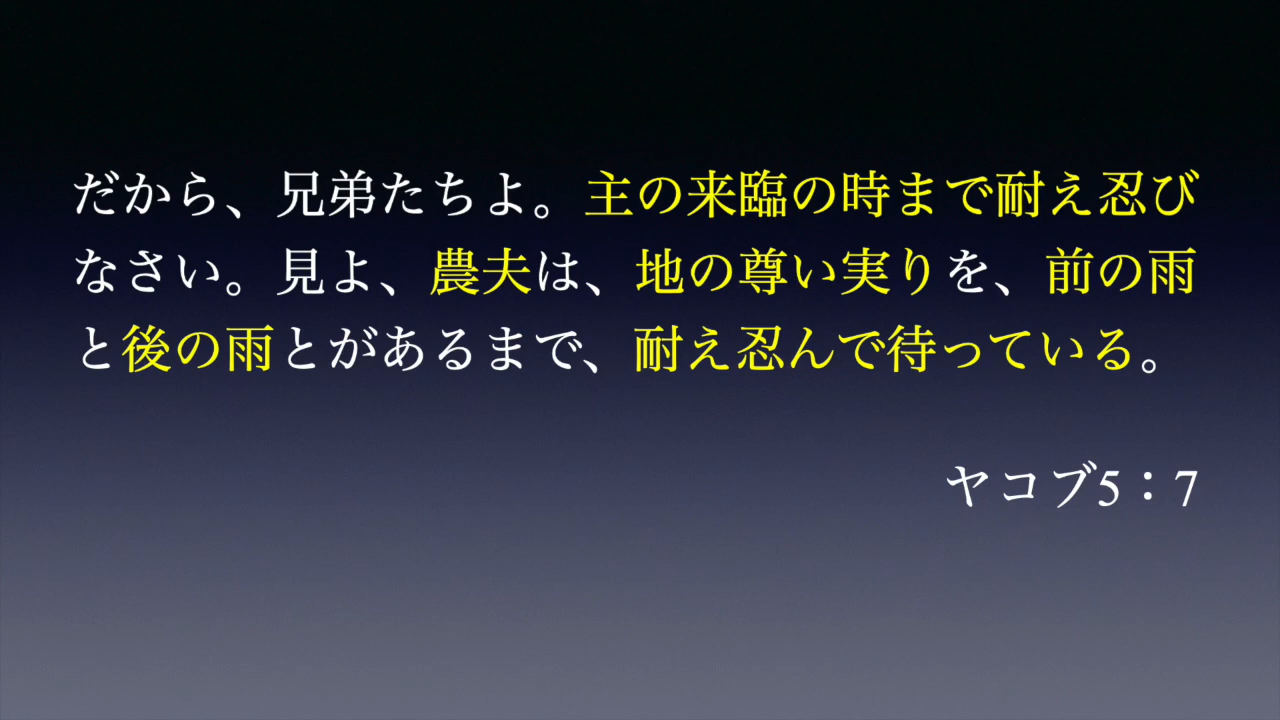 だから、兄弟たちよ。主の来臨の時まで耐え忍び
なさい。見よ、農夫は、地の尊い実りを、前の雨
と後の雨とがあるまで、耐え忍んで待っている。
ヤコブ5：7